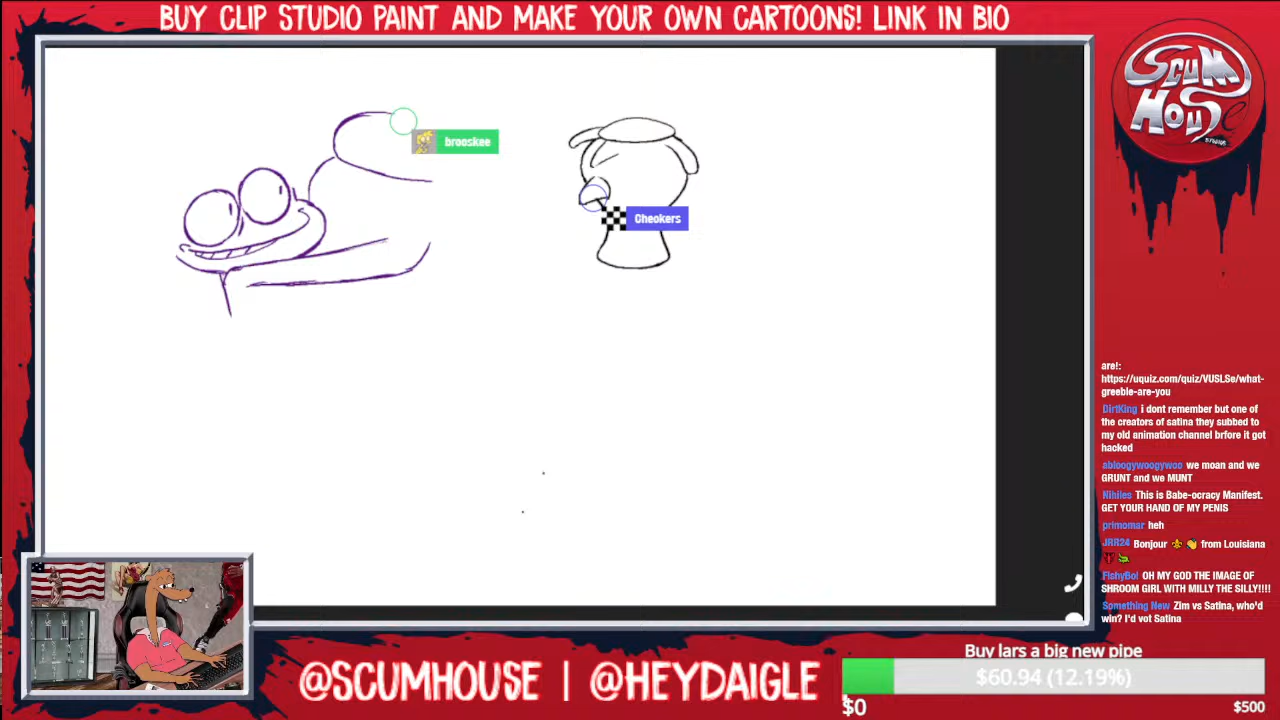 BUY CLIP STUDIO PAINT AND MAKE YOUR OWN CARTOONS! LINK IN BIO
SCUM
HOUSE
STUDIOS
brooskee
Cheokers
are!:
https://uquiz.com/quiz/VUSLSe/what-
greeble-are-you
DirtKing i dont remember but one of
the creators of satina they subbed to
my old animation channel brfore it got
hacked
abloogywoogywoo we moan and we
GRUNT and we MUNT
Nihiles This is Babe-ocracy Manifest.
GET YOUR HAND OF MY PENIS
primomar heh
JRR24 Bonjour ⚜️ 👋 from Louisiana
FishyBoi OH MY GOD THE IMAGE OF
SHROOM GIRL WITH MILLY THE SILLY!!!!
Something New Zim vs Satina, who'd
win? I'd vot Satina
Buy lars a big new pipe
$60.94 (12.19%)
$0
$500
@SCUMHOUSE | @HEYDAIGLE